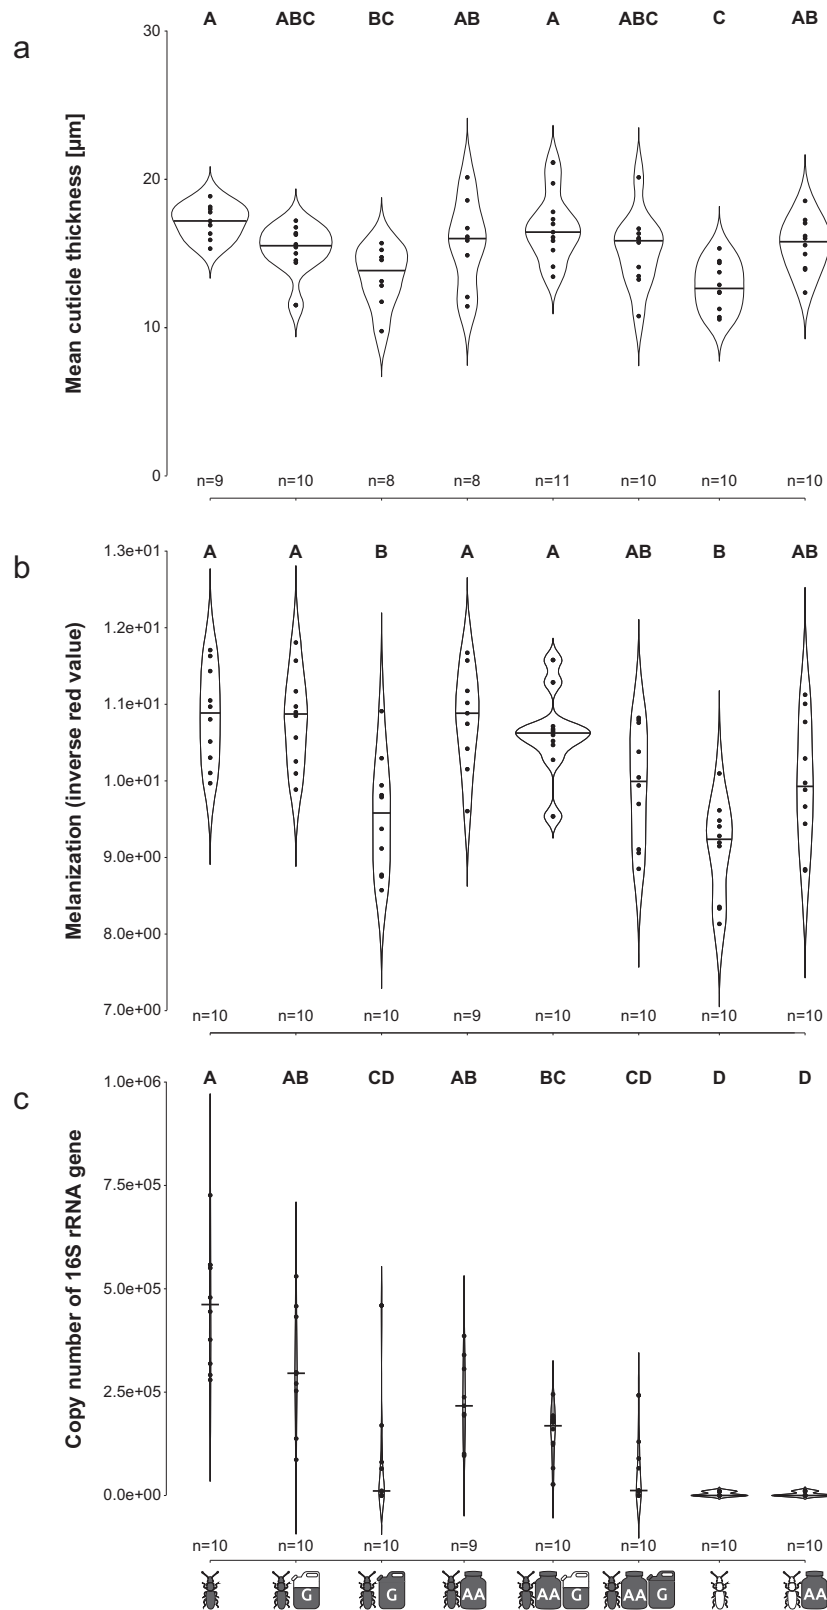 a
A ABC BC AB A ABC C AB
Mean cuticle thickness [µm]
30
20
10
0
n=9 n=10 n=8 n=8 n=11 n=10 n=10 n=10
b
A A B A A AB B AB
Melanization (inverse red value)
1.3e+01
1.2e+01
1.1e+01
1.0e+01
9.0e+00
8.0e+00
7.0e+00
n=10 n=10 n=10 n=9 n=10 n=10 n=10 n=10
c
A AB CD AB BC CD D D
Copy number of 16S rRNA gene
1.0e+06
7.5e+05
5.0e+05
2.5e+05
0.0e+00
n=10 n=10 n=10 n=9 n=10 n=10 n=10 n=10
G G AA AA G AA G AA